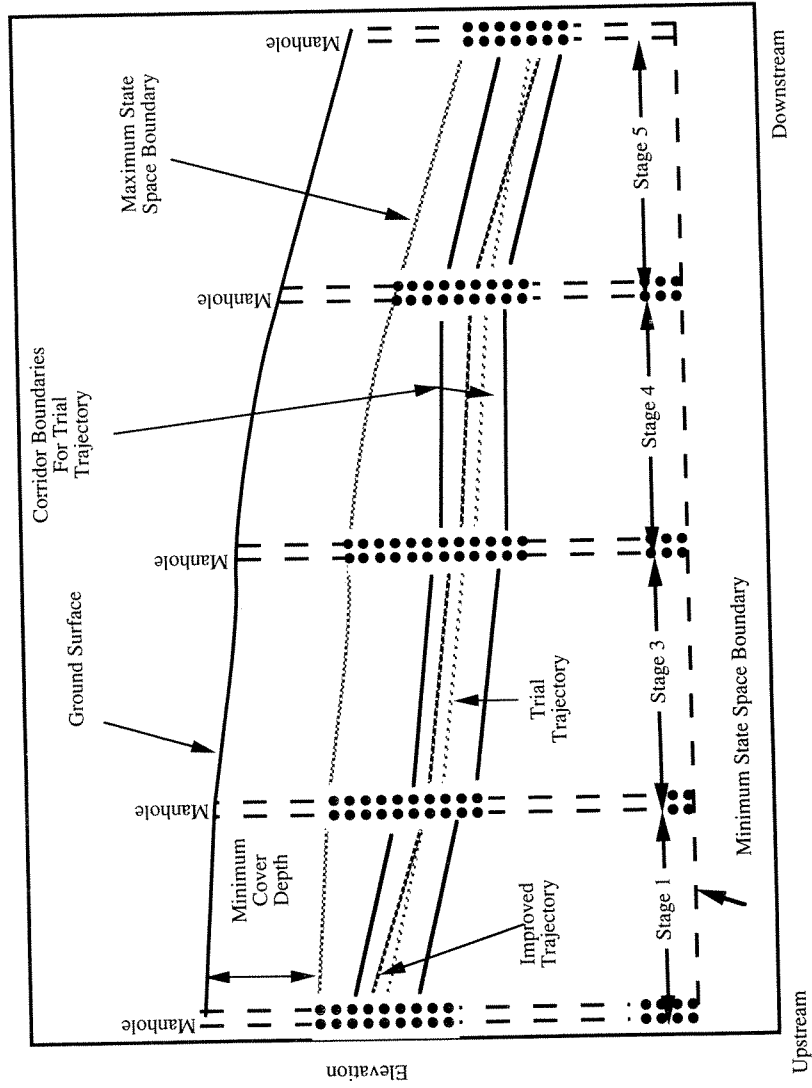 Elevation
Upstream
Downstream
Manhole
Manhole
Manhole
Manhole
Manhole
Ground Surface
Corridor Boundaries
For Trial
Trajectory
Maximum State
Space Boundary
Minimum
Cover
Depth
Improved
Trajectory
Trial
Trajectory
Stage 1
Stage 3
Stage 4
Stage 5
Minimum State Space Boundary